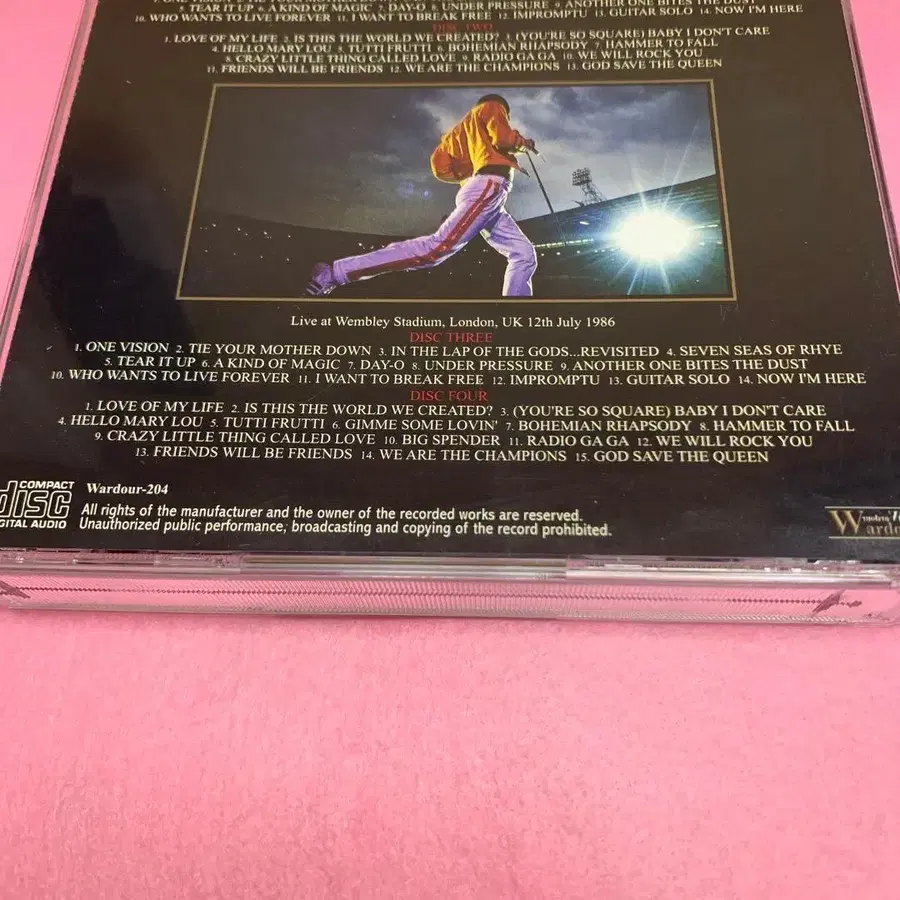 1. ONE VISION 2. TIE YOUR MOTHER DOWN
5. TEAR IT UP 6. A KIND OF MAGIC 7. DAY-O 8. UNDER PRESSURE 9. ANOTHER ONE BITES THE DUST
10. WHO WANTS TO LIVE FOREVER 11. I WANT TO BREAK FREE 12. IMPROMPTU 13. GUITAR SOLO 14. NOW I'M HERE
DISC TWO
1. LOVE OF MY LIFE 2. IS THIS THE WORLD WE CREATED? 3. (YOU'RE SO SQUARE) BABY I DON'T CARE
4. HELLO MARY LOU 5. TUTTI FRUTTI 6. BOHEMIAN RHAPSODY 7. HAMMER TO FALL
8. CRAZY LITTLE THING CALLED LOVE 9. RADIO GA GA 10. WE WILL ROCK YOU
11. FRIENDS WILL BE FRIENDS 12. WE ARE THE CHAMPIONS 13. GOD SAVE THE QUEEN
Live at Wembley Stadium, London, UK 12th July 1986
DISC THREE
1. ONE VISION 2. TIE YOUR MOTHER DOWN 3. IN THE LAP OF THE GODS...REVISITED 4. SEVEN SEAS OF RHYE
5. TEAR IT UP 6. A KIND OF MAGIC 7. DAY-O 8. UNDER PRESSURE 9. ANOTHER ONE BITES THE DUST
10. WHO WANTS TO LIVE FOREVER 11. I WANT TO BREAK FREE 12. IMPROMPTU 13. GUITAR SOLO 14. NOW I'M HERE
DISC FOUR
1. LOVE OF MY LIFE 2. IS THIS THE WORLD WE CREATED? 3. (YOU'RE SO SQUARE) BABY I DON'T CARE
4. HELLO MARY LOU 5. TUTTI FRUTTI 6. GIMME SOME LOVIN' 7. BOHEMIAN RHAPSODY 8. HAMMER TO FALL
9. CRAZY LITTLE THING CALLED LOVE 10. BIG SPENDER 11. RADIO GA GA 12. WE WILL ROCK YOU
13. FRIENDS WILL BE FRIENDS 14. WE ARE THE CHAMPIONS 15. GOD SAVE THE QUEEN
COMPACT
disc
DIGITAL AUDIO
Wardour-204
All rights of the manufacturer and the owner of the recorded works are reserved.
Unauthorized public performance, broadcasting and copying of the record prohibited.